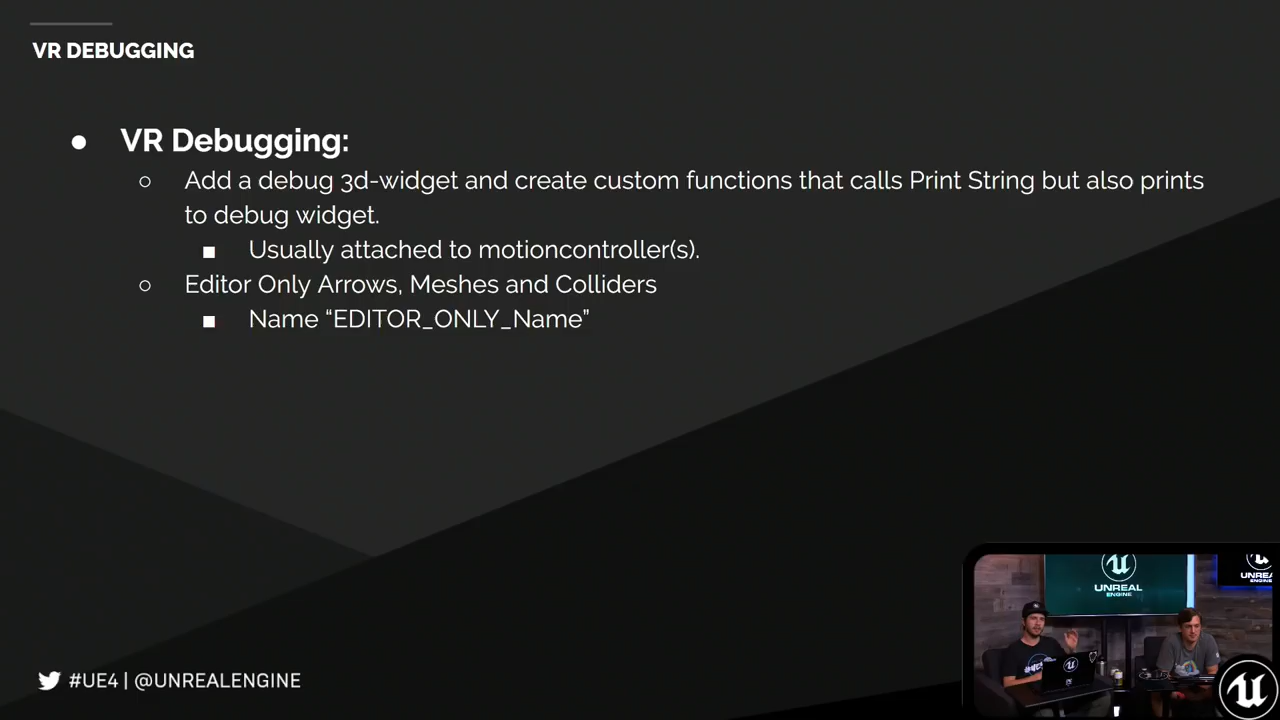 VR DEBUGGING
● VR Debugging:
○ Add a debug 3d-widget and create custom functions that calls Print String but also prints
to debug widget.
■ Usually attached to motioncontroller(s).
○ Editor Only Arrows, Meshes and Colliders
■ Name “EDITOR_ONLY_Name”
UNREAL
ENGINE
UNREA
ENGINE
#UE4 | @UNREALENGINE